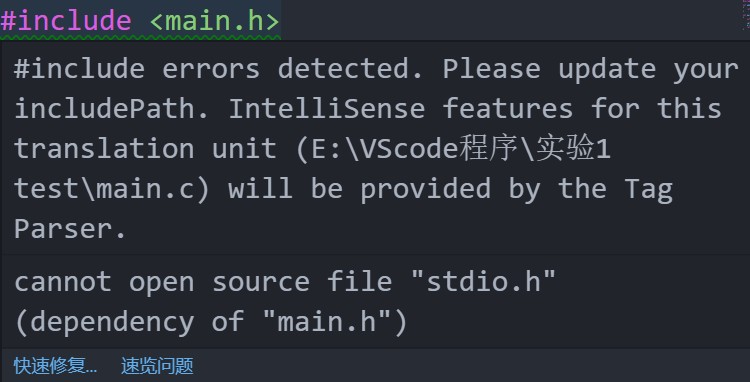 #include <main.h>
#include errors detected. Please update your
includePath. IntelliSense features for this
translation unit (E:\VScode程序\实验1
test\main.c) will be provided by the Tag
Parser.
cannot open source file "stdio.h"
(dependency of "main.h")
快速修复... 速览问题